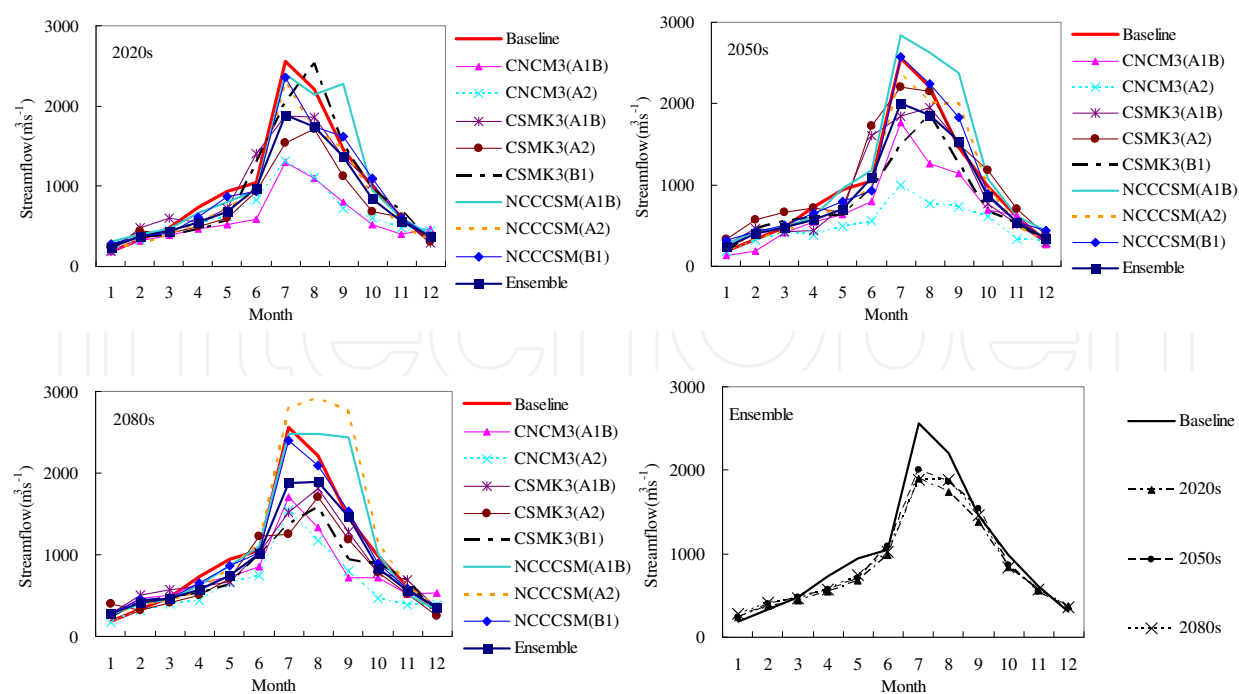 2020s
3000
2000
1000
0
Streamflow(m³s⁻¹)
1 2 3 4 5 6 7 8 9 10 11 12
Month
Baseline
CNCM3(A1B)
CNCM3(A2)
CSMK3(A1B)
CSMK3(A2)
CSMK3(B1)
NCCCSM(A1B)
NCCCSM(A2)
NCCCSM(B1)
Ensemble
2050s
3000
2000
1000
0
Streamflow(m³s⁻¹)
1 2 3 4 5 6 7 8 9 10 11 12
Month
Baseline
CNCM3(A1B)
CNCM3(A2)
CSMK3(A1B)
CSMK3(A2)
CSMK3(B1)
NCCCSM(A1B)
NCCCSM(A2)
NCCCSM(B1)
Ensemble
2080s
3000
2000
1000
0
Streamflow(m³s⁻¹)
1 2 3 4 5 6 7 8 9 10 11 12
Month
Baseline
CNCM3(A1B)
CNCM3(A2)
CSMK3(A1B)
CSMK3(A2)
CSMK3(B1)
NCCCSM(A1B)
NCCCSM(A2)
NCCCSM(B1)
Ensemble
Ensemble
3000
2000
1000
0
Streamflow(m³s⁻¹)
1 2 3 4 5 6 7 8 9 10 11 12
Month
Baseline
2020s
2050s
2080s